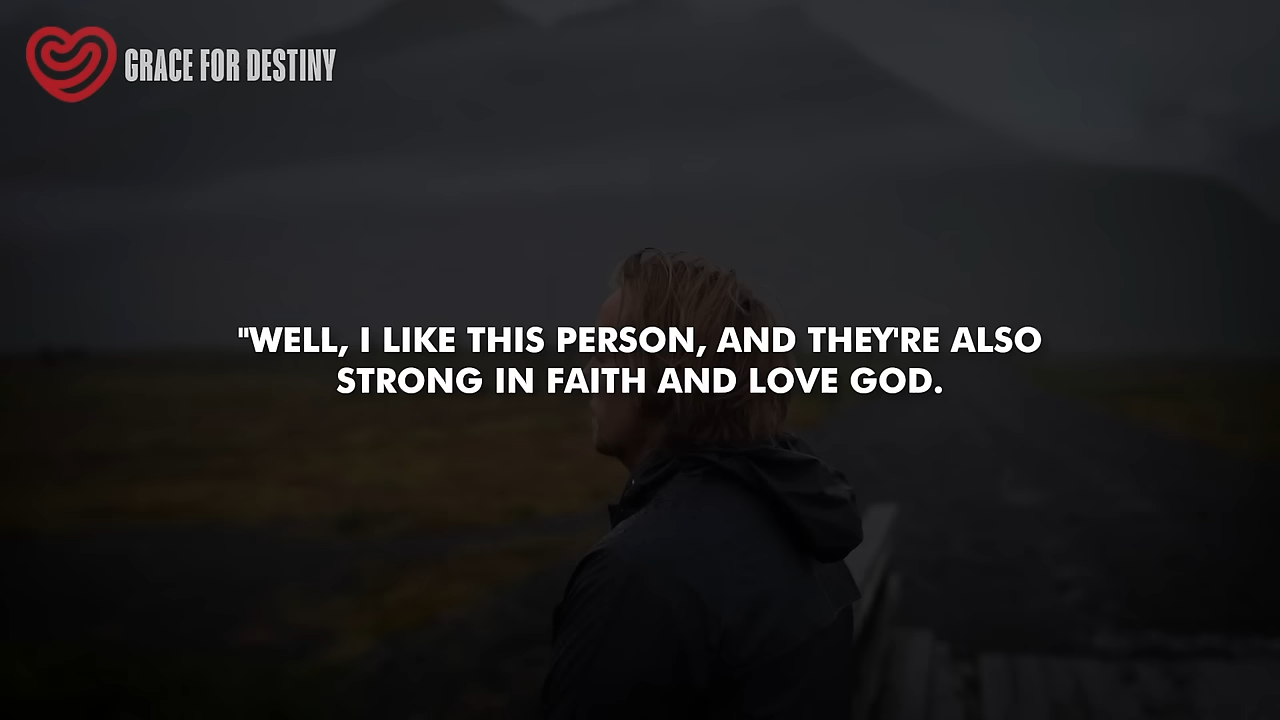 GRACE FOR DESTINY
"WELL, I LIKE THIS PERSON, AND THEY'RE ALSO
STRONG IN FAITH AND LOVE GOD.